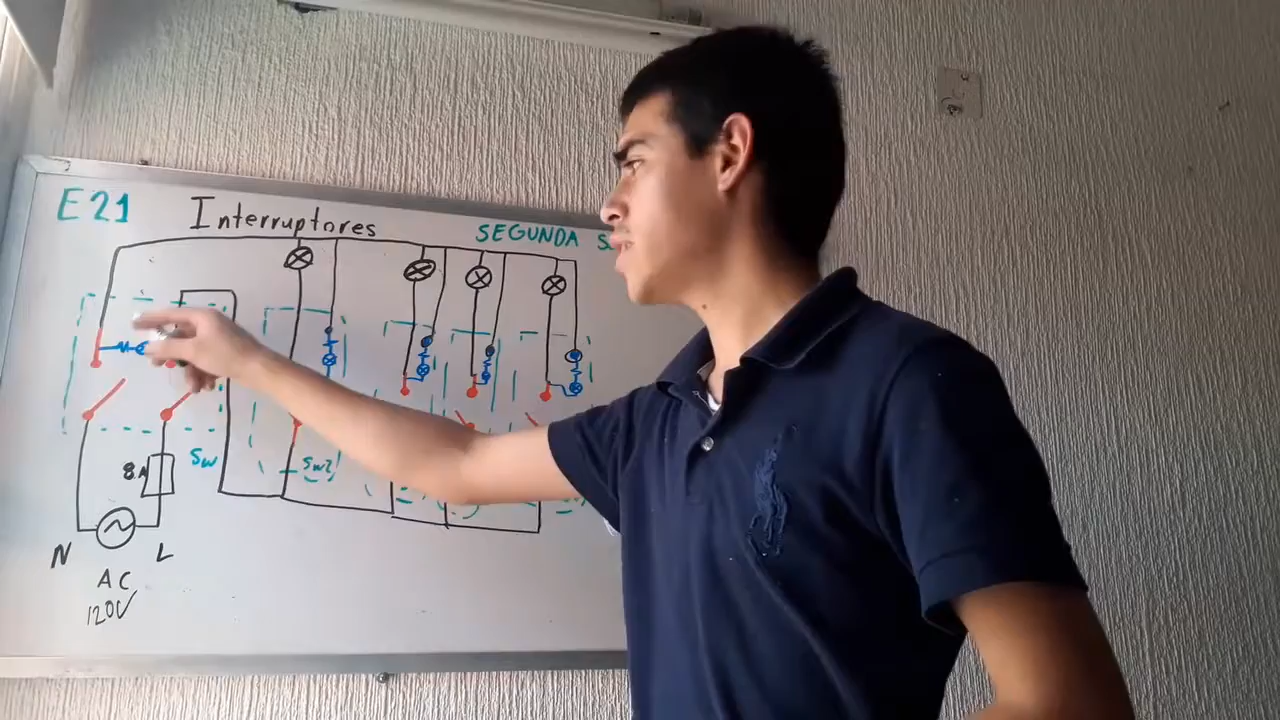 E21
Interruptores
SEGUNDA
8A
Sw
Sw2
N
L
AC
120V